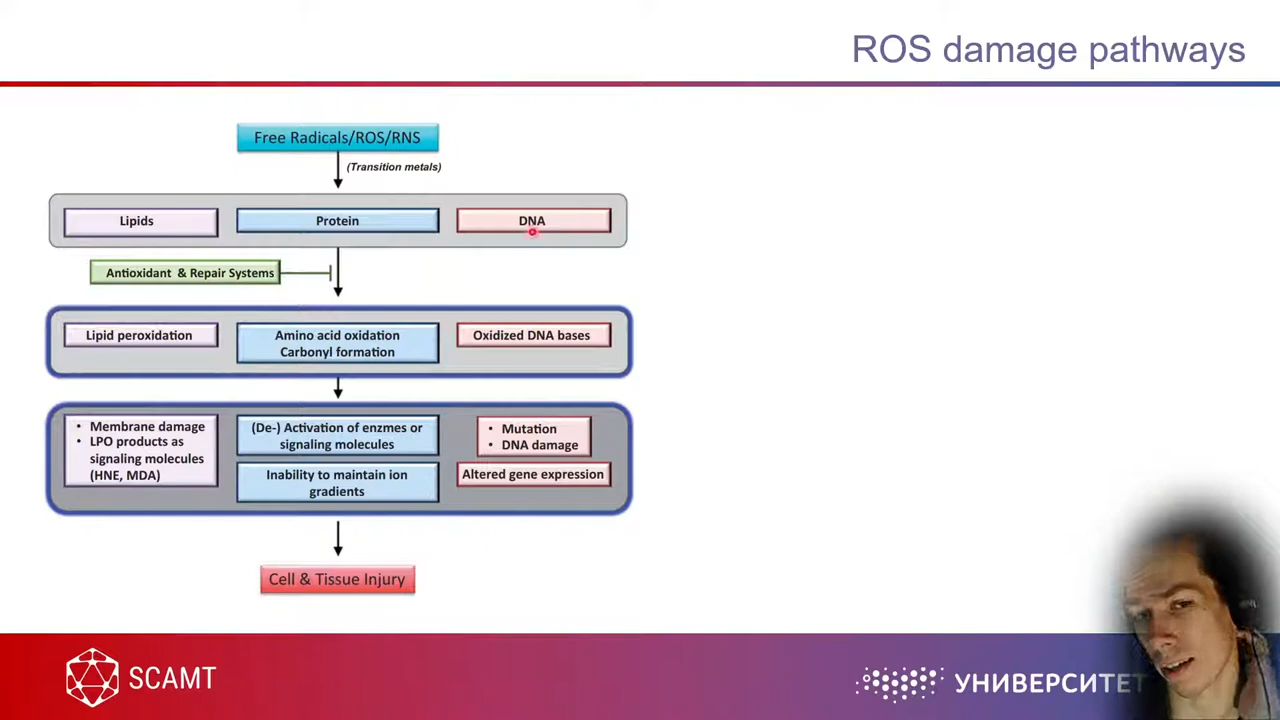 ROS damage pathways
Free Radicals/ROS/RNS
(Transition metals)
Lipids
Protein
DNA
Antioxidant & Repair Systems
Lipid peroxidation
Amino acid oxidation
Carbonyl formation
Oxidized DNA bases
• Membrane damage
• LPO products as
signaling molecules
(HNE, MDA)
(De-) Activation of enzmes or
signaling molecules
Inability to maintain ion
gradients
• Mutation
• DNA damage
Altered gene expression
Cell & Tissue Injury
SCAMT
УНИВЕРСИТЕТ